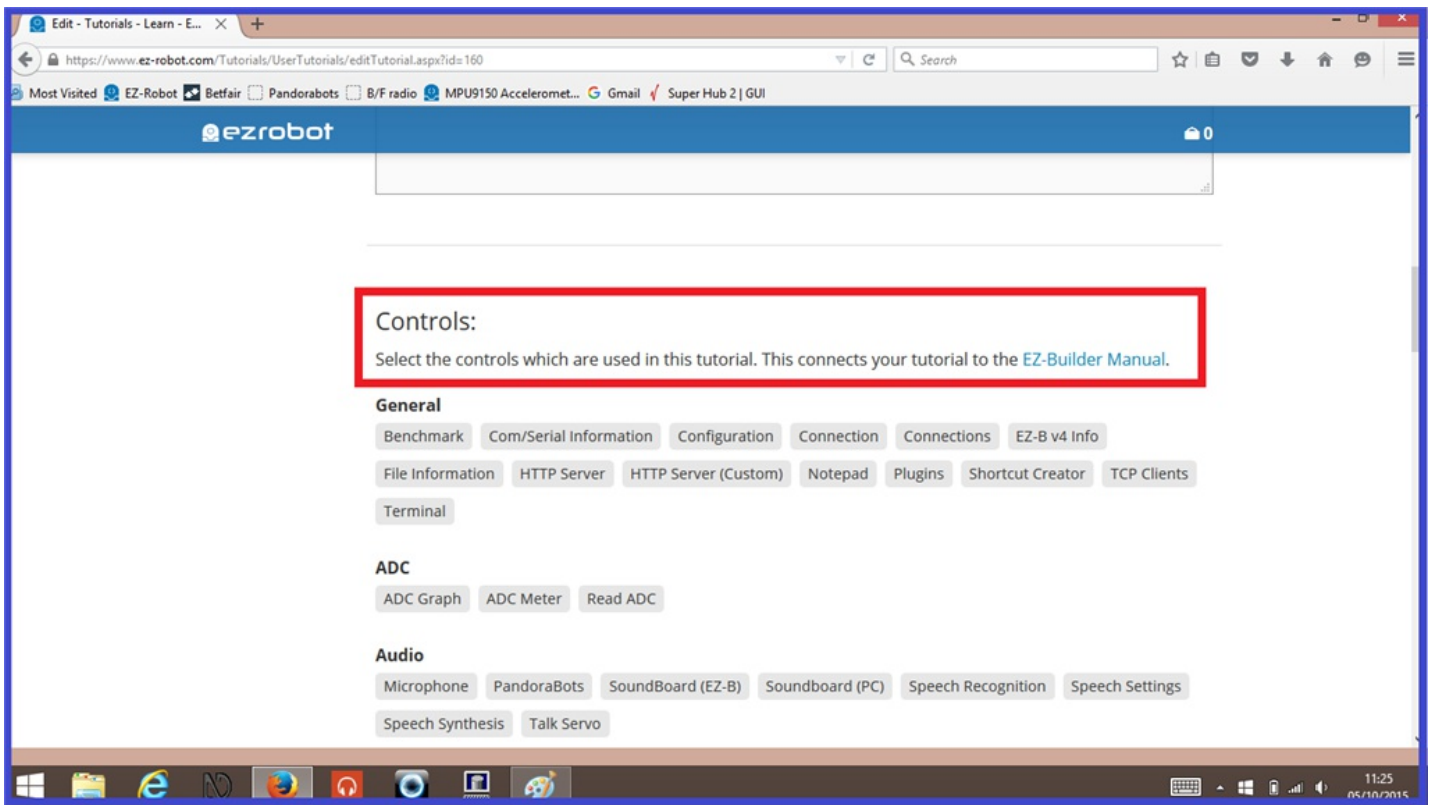 Edit - Tutorials - Learn - E...
https://www.ez-robot.com/Tutorials/UserTutorials/editTutorial.aspx?id=160
Search
Most Visited EZ-Robot Betfair Pandorabots B/F radio MPU9150 Acceleromet... Gmail Super Hub 2 | GUI
ezrobot 0
Controls:
Select the controls which are used in this tutorial. This connects your tutorial to the EZ-Builder Manual.
General
Benchmark Com/Serial Information Configuration Connection Connections EZ-B v4 Info
File Information HTTP Server HTTP Server (Custom) Notepad Plugins Shortcut Creator TCP Clients
Terminal
ADC
ADC Graph ADC Meter Read ADC
Audio
Microphone PandoraBots SoundBoard (EZ-B) Soundboard (PC) Speech Recognition Speech Settings
Speech Synthesis Talk Servo
11:25
05/10/2015